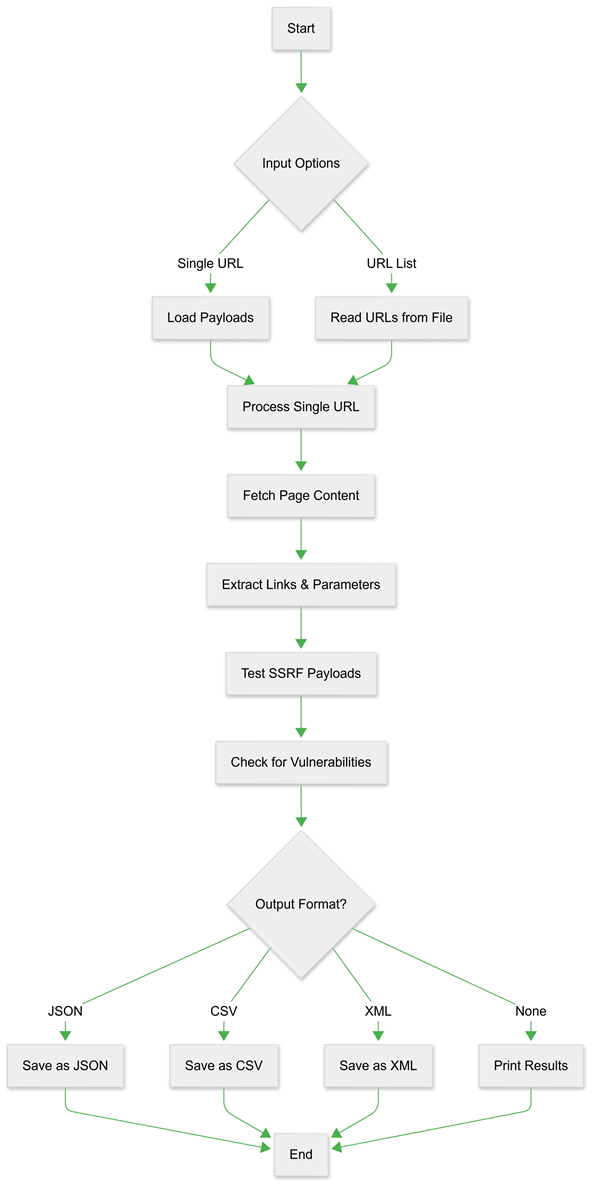 Start
Input Options
Single URL
URL List
Load Payloads
Read URLs from File
Process Single URL
Fetch Page Content
Extract Links & Parameters
Test SSRF Payloads
Check for Vulnerabilities
Output Format?
JSON
CSV
XML
None
Save as JSON
Save as CSV
Save as XML
Print Results
End